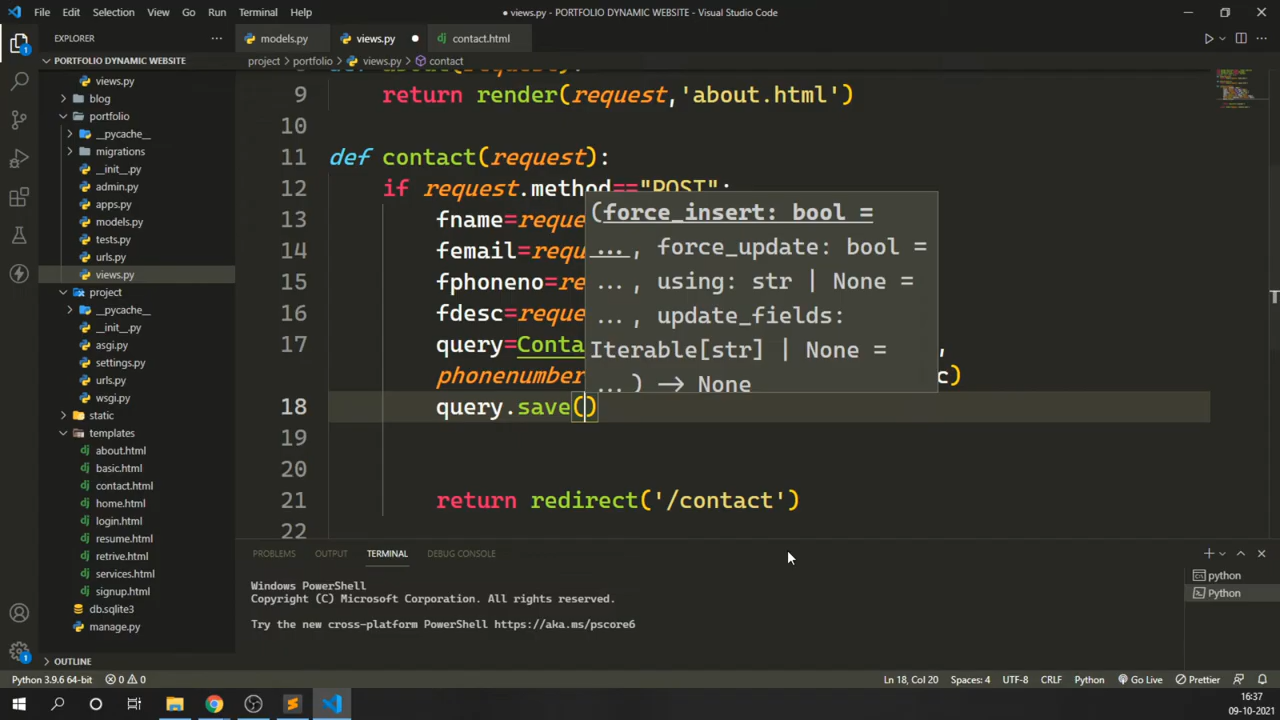 File Edit Selection View Go Run Terminal Help
● views.py - PORTFOLIO DYNAMIC WEBSITE - Visual Studio Code
EXPLORER
PORTFOLIO DYNAMIC WEBSITE
views.py
blog
portfolio
__pycache__
migrations
__init__.py
admin.py
apps.py
models.py
tests.py
urls.py
views.py
project
__pycache__
__init__.py
asgi.py
settings.py
urls.py
wsgi.py
static
templates
about.html
basic.html
contact.html
home.html
login.html
resume.html
retrive.html
services.html
signup.html
db.sqlite3
manage.py
OUTLINE
models.py views.py ● contact.html
project > portfolio > views.py > contact
9 return render(request,'about.html')
10
11 def contact(request):
12 if request.method=="POST":
13 fname=reque
14 femail=requ
15 fphoneno=re
16 fdesc=reque
17 query=Conta ,
phonenumber c)
18 query.save()
19
20
21 return redirect('/contact')
22
(force_insert: bool =
..., force_update: bool =
..., using: str | None =
..., update_fields:
Iterable[str] | None =
...) → None
PROBLEMS OUTPUT TERMINAL DEBUG CONSOLE
Windows PowerShell
Copyright (C) Microsoft Corporation. All rights reserved.
Try the new cross-platform PowerShell https://aka.ms/pscore6
python
Python
Python 3.9.6 64-bit 0 0 Ln 18, Col 20 Spaces: 4 UTF-8 CRLF Python Go Live Prettier
16:37
09-10-2021